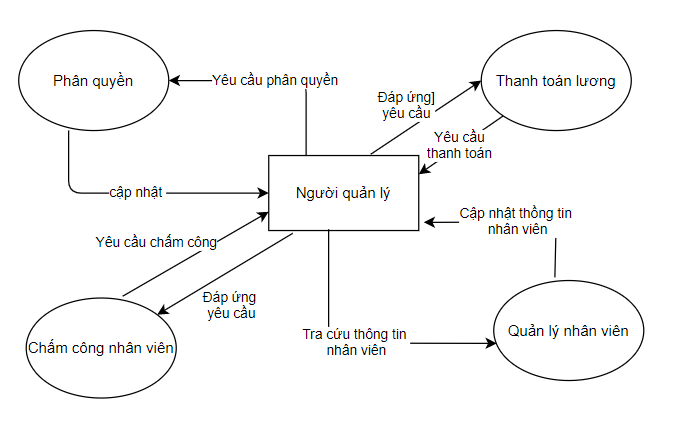 Phân quyền
Yêu cầu phân quyền
Thanh toán lương
Đáp ứng]
yêu cầu
Yêu cầu
thanh toán
cập nhật
Người quản lý
Cập nhật thồng tin
nhân viên
Yêu cầu chấm công
Đáp ứng
yêu cầu
Tra cứu thông tin
nhân viên
Quản lý nhân viên
Chấm công nhân viên